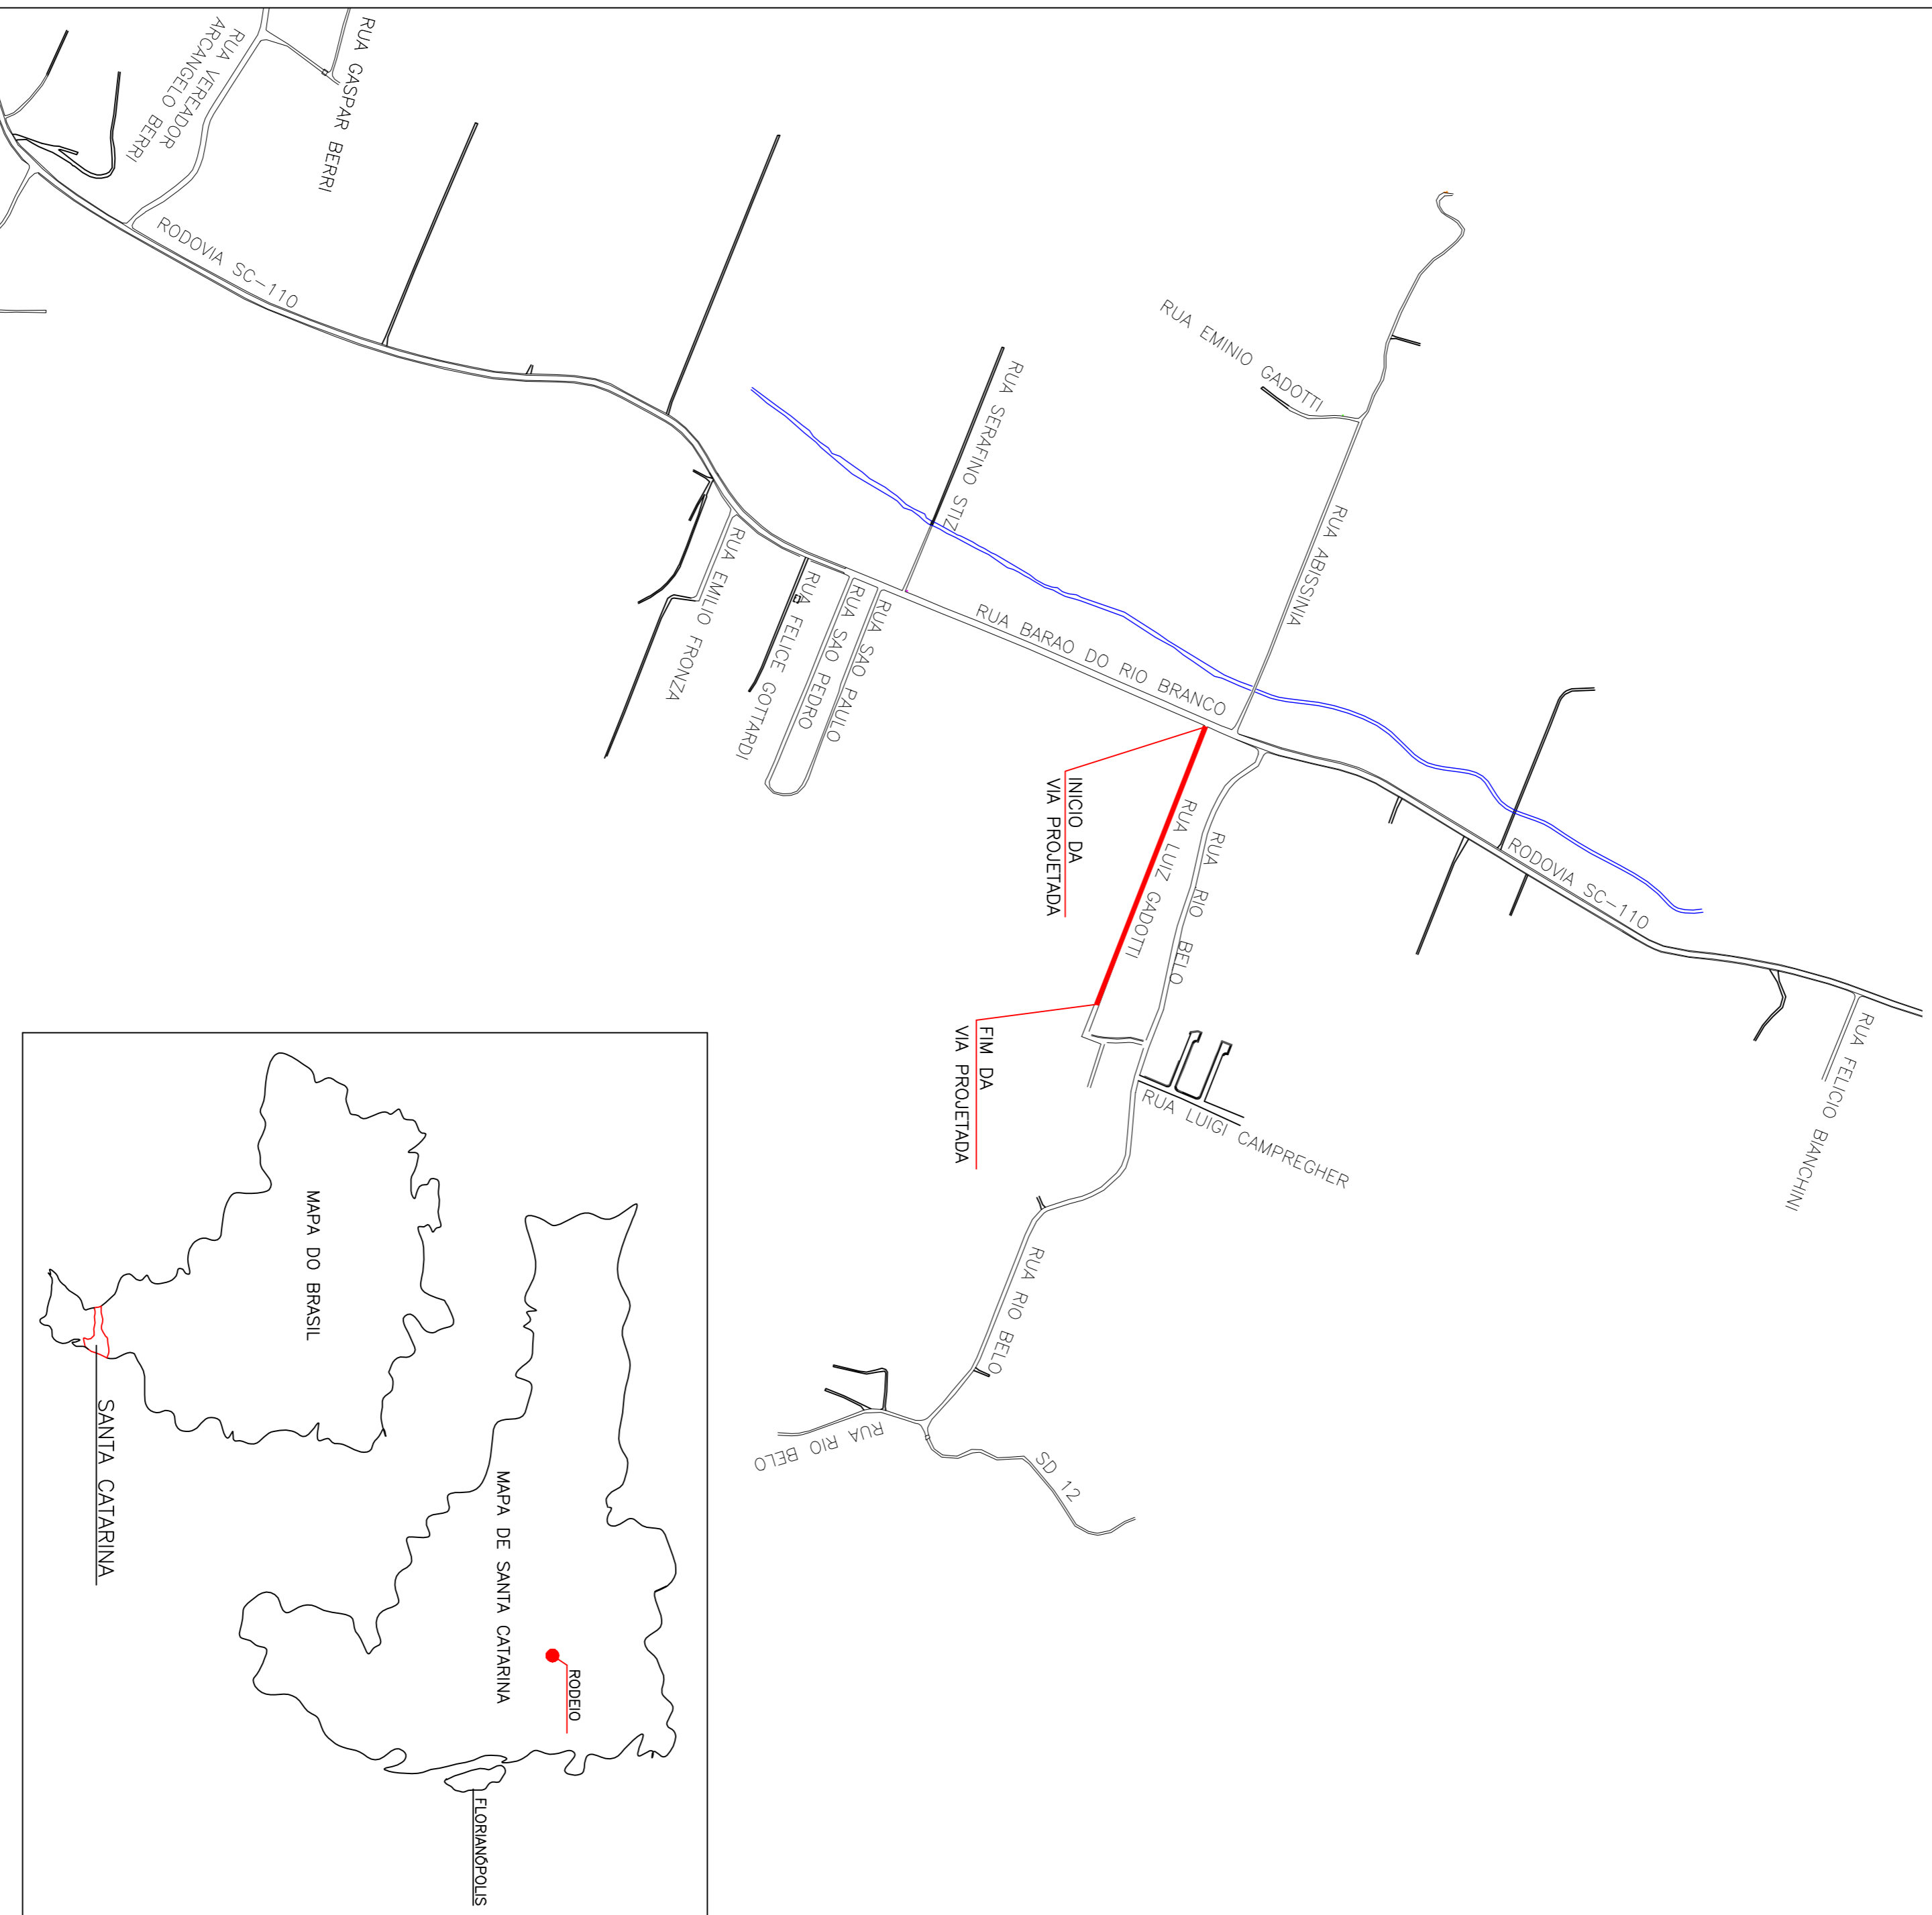 RUA GASPAR BERRI
RUA VEREADOR
ARCANGELO BERRI
RODOVIA SC-110
RUA EMINIO GADOTTI
RUA SERAFINO STIZ
RUA ABISSINIA
RUA EMILIO FRONZA
RUA FELICE GOTTARDI
RUA SAO PEDRO
RUA SAO PAULO
RUA BARAO DO RIO BRANCO
INICIO DA
VIA PROJETADA
RUA LUIZ GADOTTI
RUA RIO BELO
RODOVIA SC-110
FIM DA
VIA PROJETADA
RUA LUIGI CAMPREGHER
RUA FELICIO BIANCHINI
RUA RIO BELO
RUA RIO BELO
SD 12
MAPA DO BRASIL
SANTA CATARINA
MAPA DE SANTA CATARINA
RODEIO
FLORIANÓPOLIS